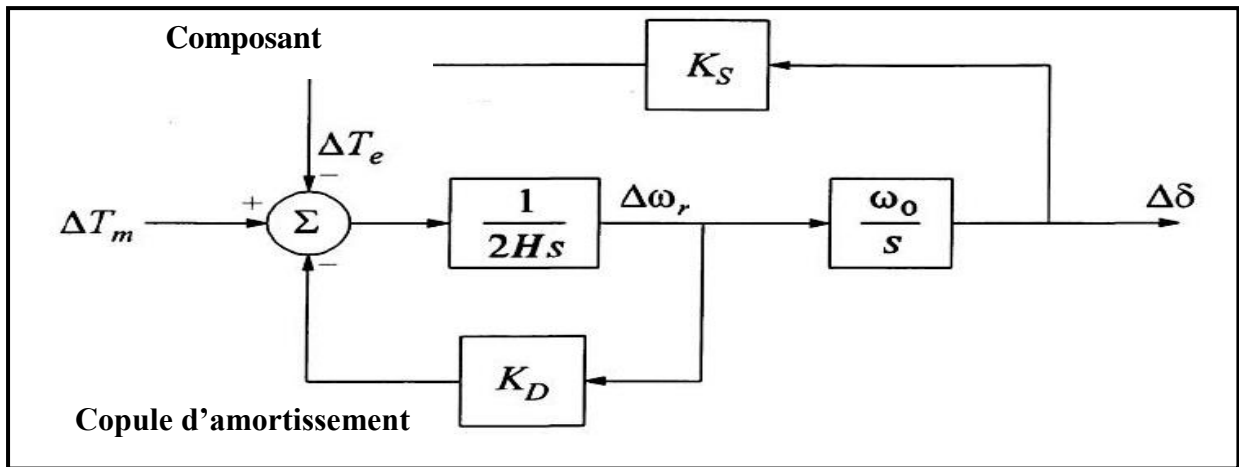 Composant
K_S
ΔT_e
−
+
ΔT_m
Σ
−
1
2Hs
Δω_r
ω_0
s
Δδ
K_D
Copule d’amortissement